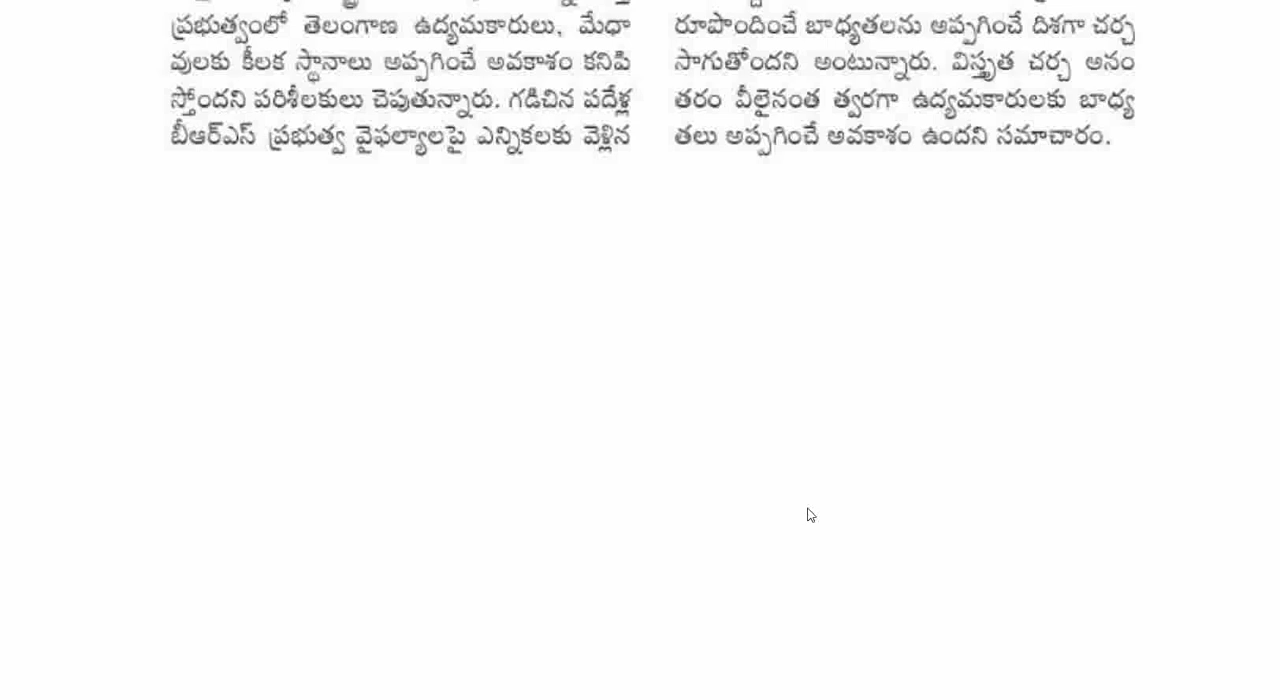 ప్రభుత్వంలో తెలంగాణ ఉద్యమకారులు, మేధా
వులకు కీలక స్థానాలు అప్పగించే అవకాశం కనిపి
స్తోందని పరిశీలకులు చెపుతున్నారు. గడిచిన పదేళ్ల
బీఆర్ఎస్ ప్రభుత్వ వైఫల్యాలపై ఎన్నికలకు వెళ్లిన
రూపొందించే బాధ్యతలను అప్పగించే దిశగా చర్చ
సాగుతోందని అంటున్నారు. విస్తృత చర్చ అనం
తరం వీలైనంత త్వరగా ఉద్యమకారులకు బాధ్య
తలు అప్పగించే అవకాశం ఉందని సమాచారం.